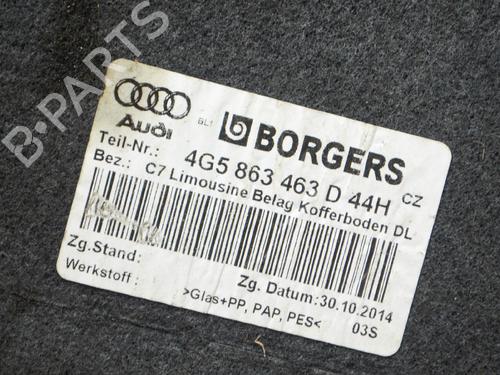 B-PARTS
Audi
BL1
BORGERS
CZ
Teil-Nr.: 4G5 863 463 D 44H
Bez.: C7 Limousine Belag Kofferboden DL
Zg.Stand:
Zg. Datum:30.10.2014
Werkstoff :
>Glas+PP, PAP, PES<
03S